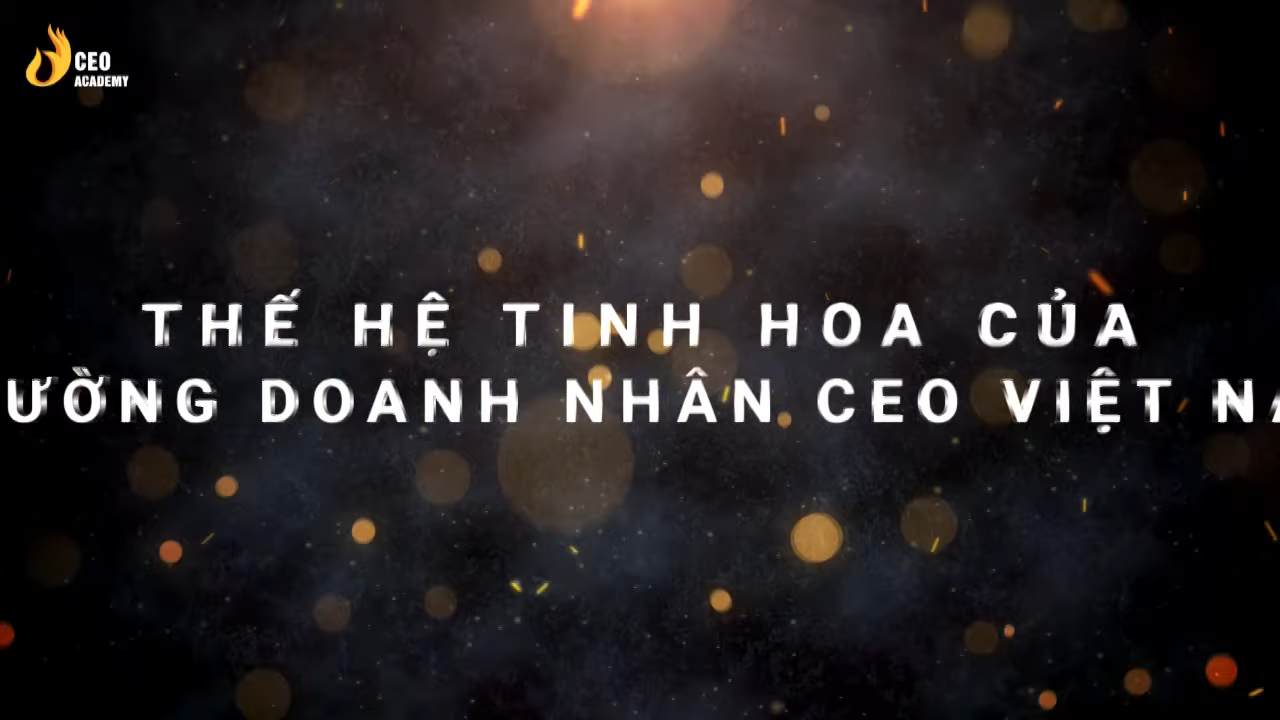 CEO
ACADEMY
THẾ HỆ TINH HOA CỦA
DOANH NHÂN CEO VIỆT